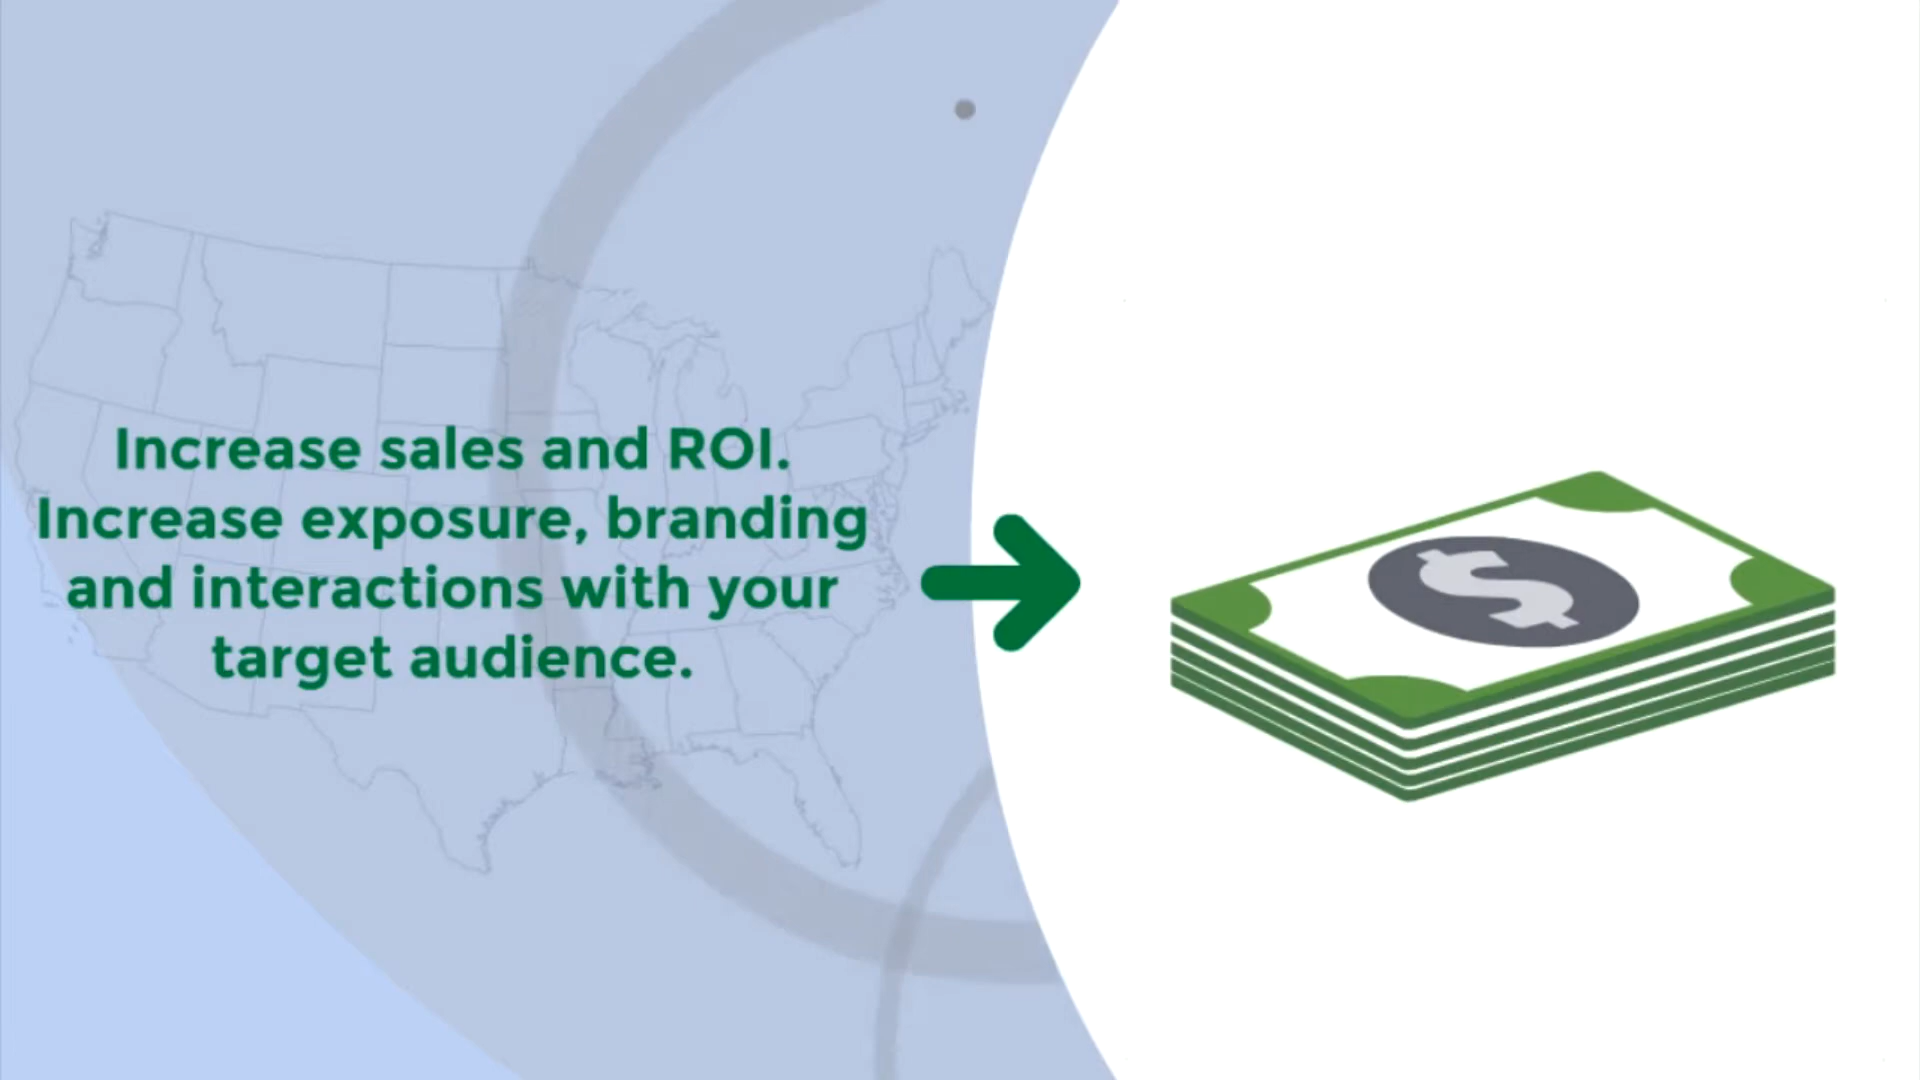 Increase sales and ROI.
Increase exposure, branding
and interactions with your
target audience.
$